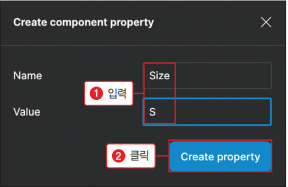 Create component property
Name Size
❶ 입력
Value S
❷ 클릭 Create property